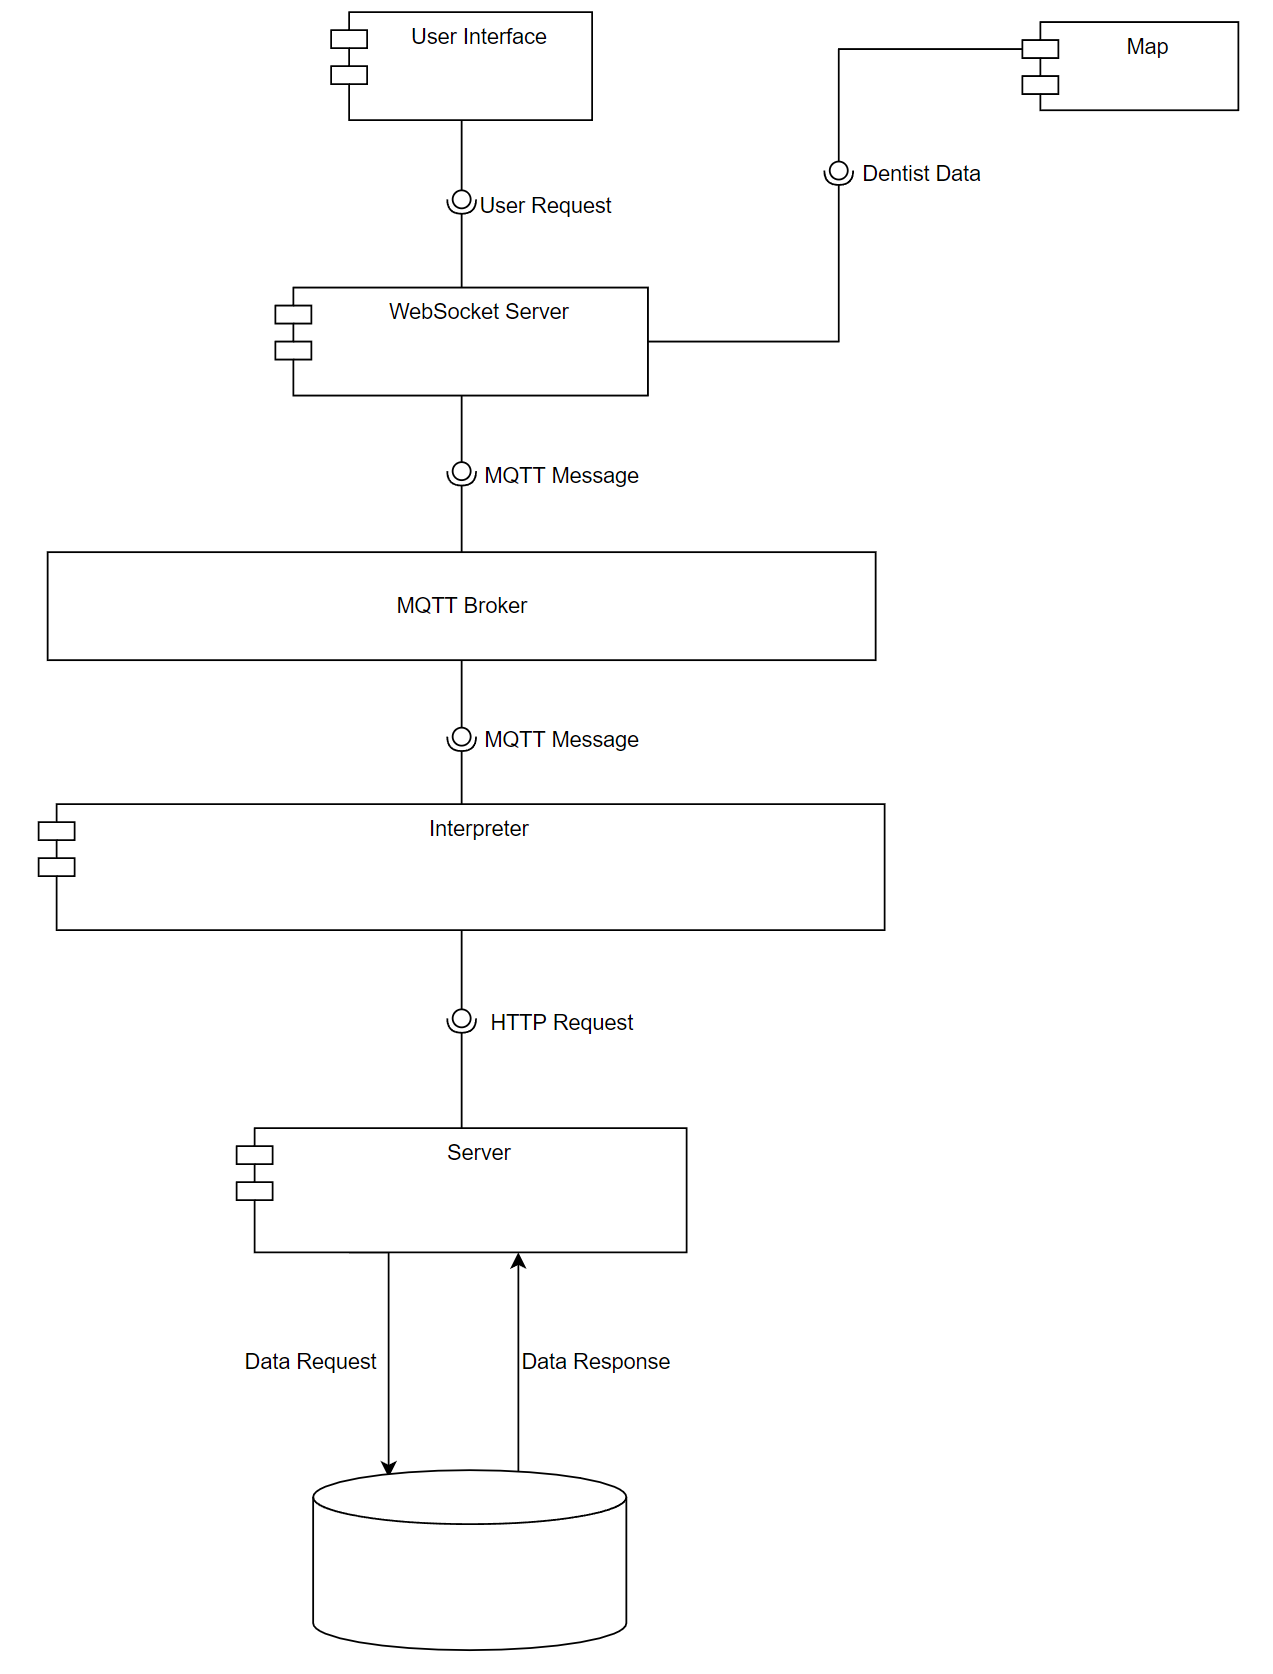 User Interface
Map
Dentist Data
User Request
WebSocket Server
MQTT Message
MQTT Broker
MQTT Message
Interpreter
HTTP Request
Server
Data Request
Data Response